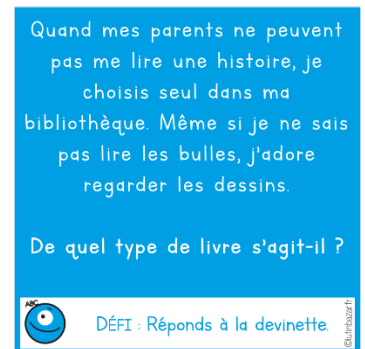 Quand mes parents ne peuvent
pas me lire une histoire, je
choisis seul dans ma
bibliothèque. Même si je ne sais
pas lire les bulles, j'adore
regarder les dessins.
De quel type de livre s'agit-il ?
ABC
DÉFI : Réponds à la devinette.
©lutinbazar.fr